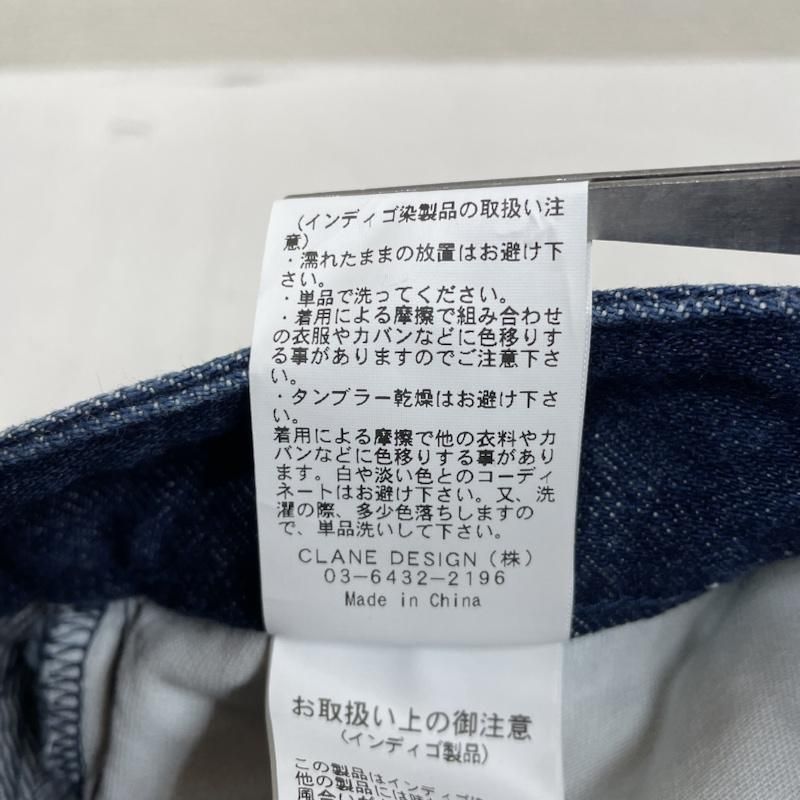 (インディゴ染製品の取扱い注
意)
・濡れたままの放置はお避け下
さい。
・単品で洗ってください。
・着用による摩擦で組み合わせ
の衣服やカバンなどに色移りす
る事がありますのでご注意下さ
い。
・タンブラー乾燥はお避け下さ
い。
着用による摩擦で他の衣料やカ
バンなどに色移りする事があり
ます。白や淡い色とのコーディ
ネートはお避け下さい。又、洗
濯の際、多少色落ちしますの
で、単品洗いして下さい。
CLANE DESIGN (株)
03-6432-2196
Made in China
お取扱い上の御注意
(インディゴ製品)
この製品はインディゴ
他の製品には
風合い